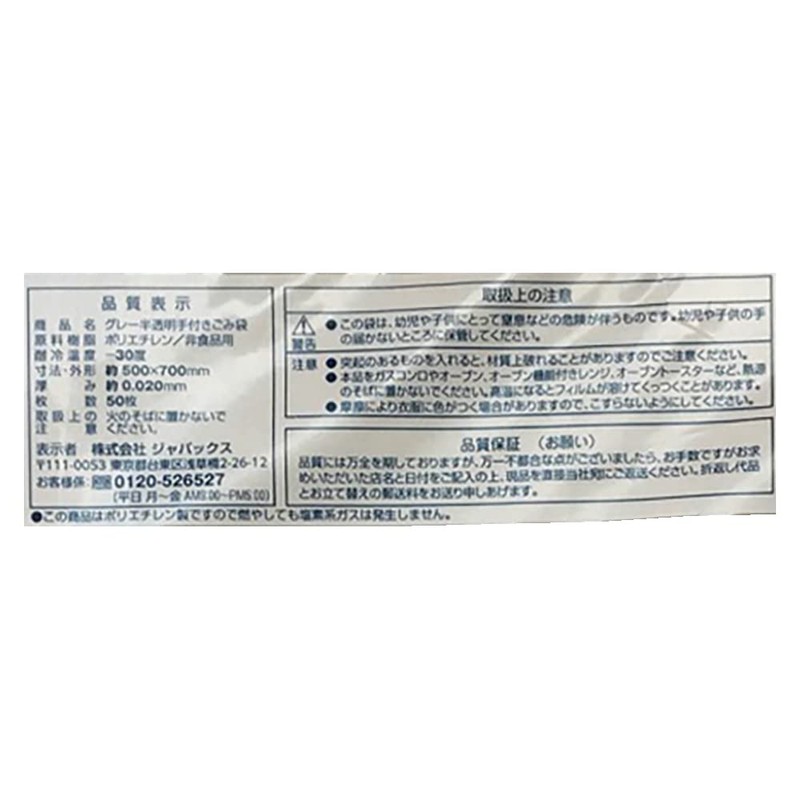 品質表示
商品名 グレー半透明手付きごみ袋
原料樹脂 ポリエチレン／非食品用
耐冷温度 −30度
寸法・外形 約500×700mm
厚み 約0.020mm
枚数 50枚
取扱上の注意 火のそばに置かないで
ください。
表示者 株式会社 ジャパックス
〒111-0053 東京都台東区浅草橋2-26-12
お客様係: 0120-526527
(平日 月〜金 AM9:00〜PM5:00)
●この商品はポリエチレン製ですので燃やしても塩素系ガスは発生しません。
取扱上の注意
警告 ●この袋は、幼児や子供にとって窒息などの危険が伴うものです。幼児や子供の手
の届かないところに保管してください。
注意 ●突起のあるものを入れると、材質上破れることがありますのでご注意ください。
●本品をガスコンロやオーブン、オーブン機能付きレンジ、オーブントースターなど、熱源
のそばに置かないでください。高温になるとフィルムが溶けてくっつくことがあります。
●摩擦により衣服に色がつく場合がありますので、こすらないようにしてください。
品質保証 （お願い）
品質には万全を期しておりますが、万一不都合な点がございましたら、お手数ですがお求
めいただいた店名と日付をご記入の上、現品を直接当社宛にご返送ください。折返し代品
とお立て替えの郵送料をお送り申しあげます。